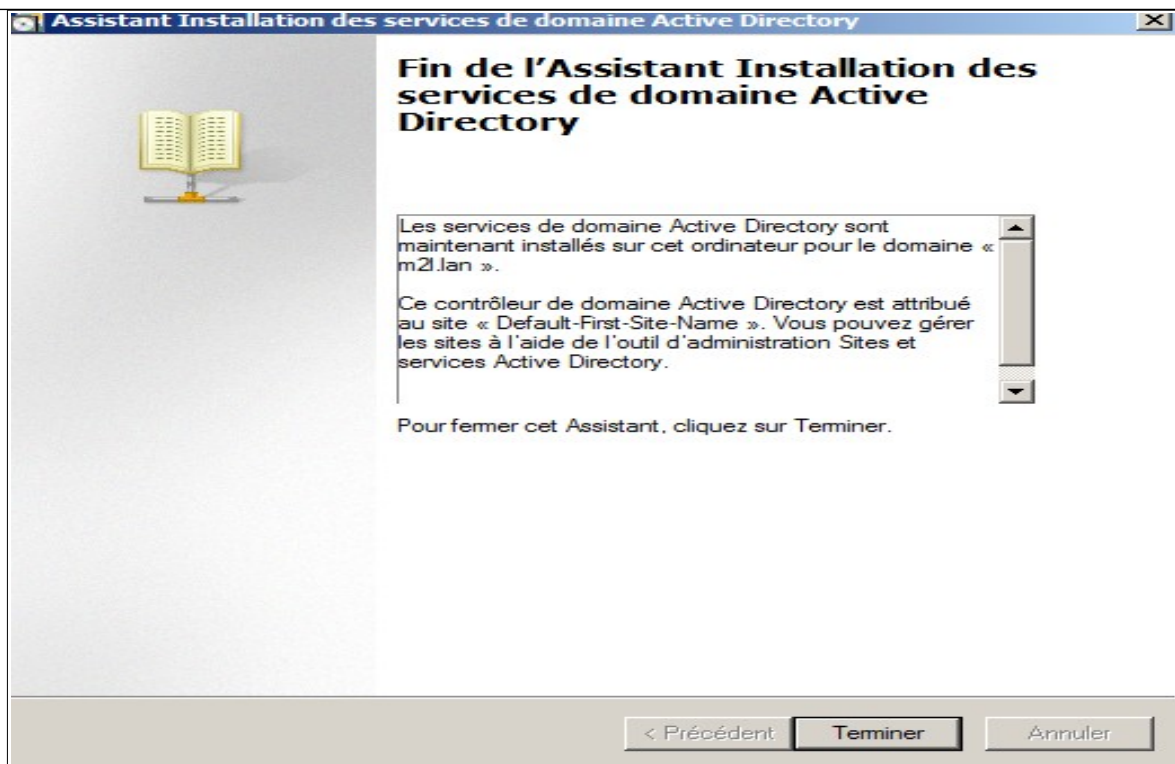 Assistant Installation des services de domaine Active Directory
Fin de l'Assistant Installation des
services de domaine Active
Directory
Les services de domaine Active Directory sont
maintenant installés sur cet ordinateur pour le domaine «
m2l.lan ».
Ce contrôleur de domaine Active Directory est attribué
au site « Default-First-Site-Name ». Vous pouvez gérer
les sites à l'aide de l'outil d'administration Sites et
services Active Directory.
Pour fermer cet Assistant, cliquez sur Terminer.
< Précédent
Terminer
Annuler